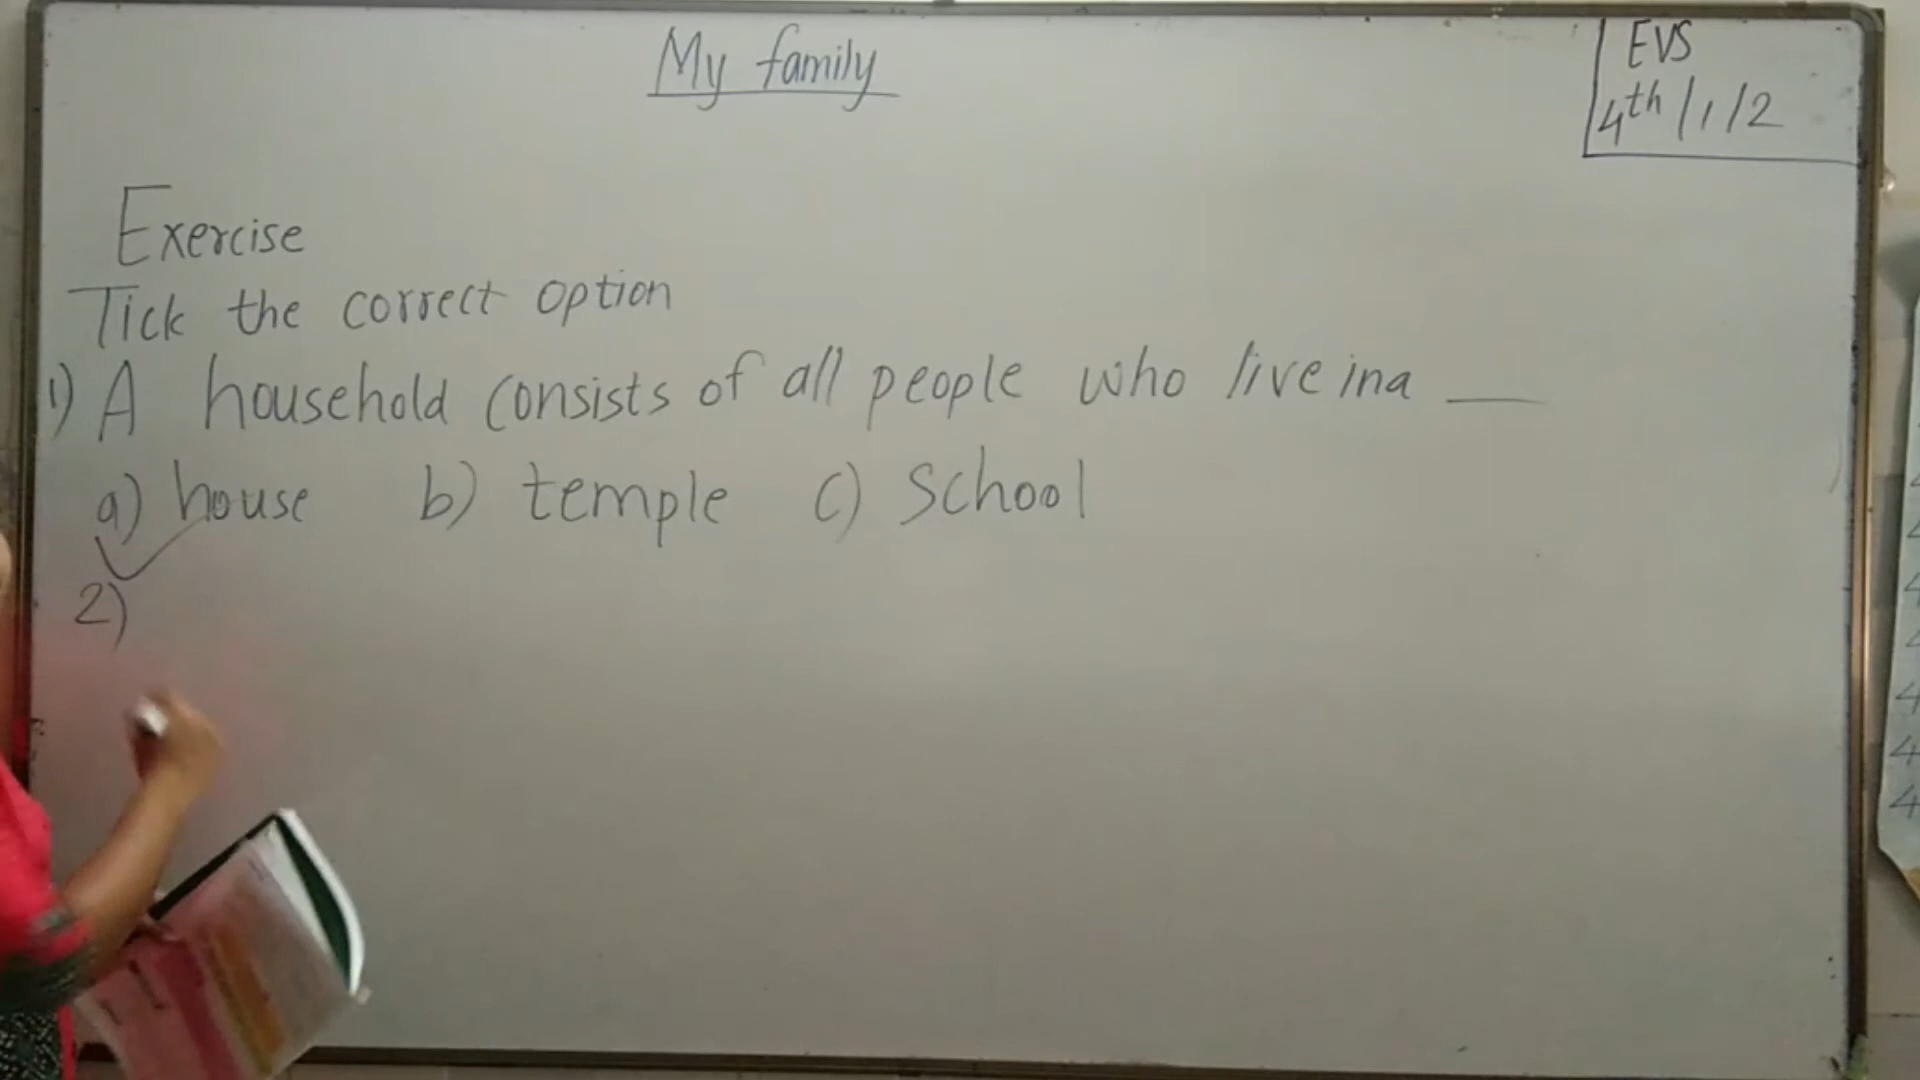 My family
EVS
4th/1/2
Exercise
Tick the correct option
1) A household consists of all people who live in a ___
a) house b) temple c) School
2)